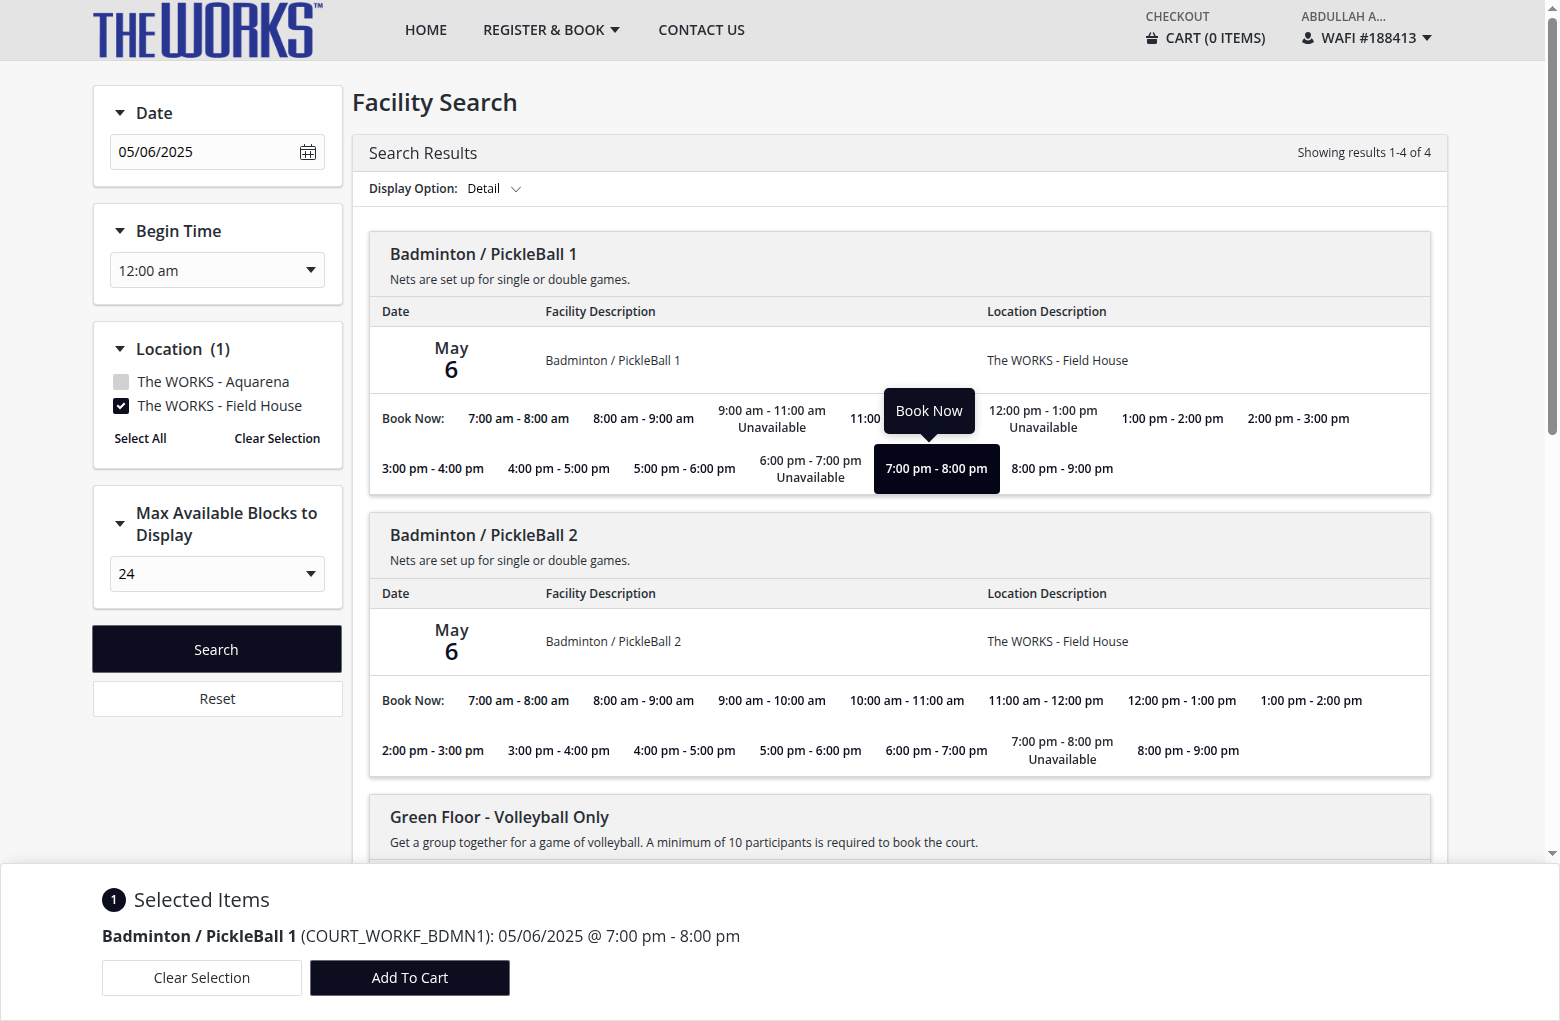 THE WORKS™
HOME
REGISTER & BOOK
CONTACT US
CHECKOUT
CART (0 ITEMS)
ABDULLAH A...
WAFI #188413
Date
05/06/2025
Begin Time
12:00 am
Location (1)
The WORKS - Aquarena
The WORKS - Field House
Select All
Clear Selection
Max Available Blocks to
Display
24
Search
Reset
Facility Search
Search Results
Showing results 1-4 of 4
Display Option: Detail
Badminton / PickleBall 1
Nets are set up for single or double games.
Date Facility Description Location Description
May
6
Badminton / PickleBall 1
The WORKS - Field House
Book Now: 7:00 am - 8:00 am 8:00 am - 9:00 am 9:00 am - 11:00 am Unavailable 11:00 12:00 pm - 1:00 pm Unavailable 1:00 pm - 2:00 pm 2:00 pm - 3:00 pm
Book Now
3:00 pm - 4:00 pm 4:00 pm - 5:00 pm 5:00 pm - 6:00 pm 6:00 pm - 7:00 pm Unavailable 7:00 pm - 8:00 pm 8:00 pm - 9:00 pm
Badminton / PickleBall 2
Nets are set up for single or double games.
Date Facility Description Location Description
May
6
Badminton / PickleBall 2
The WORKS - Field House
Book Now: 7:00 am - 8:00 am 8:00 am - 9:00 am 9:00 am - 10:00 am 10:00 am - 11:00 am 11:00 am - 12:00 pm 12:00 pm - 1:00 pm 1:00 pm - 2:00 pm
2:00 pm - 3:00 pm 3:00 pm - 4:00 pm 4:00 pm - 5:00 pm 5:00 pm - 6:00 pm 6:00 pm - 7:00 pm 7:00 pm - 8:00 pm Unavailable 8:00 pm - 9:00 pm
Green Floor - Volleyball Only
Get a group together for a game of volleyball. A minimum of 10 participants is required to book the court.
1 Selected Items
Badminton / PickleBall 1 (COURT_WORKF_BDMN1): 05/06/2025 @ 7:00 pm - 8:00 pm
Clear Selection
Add To Cart